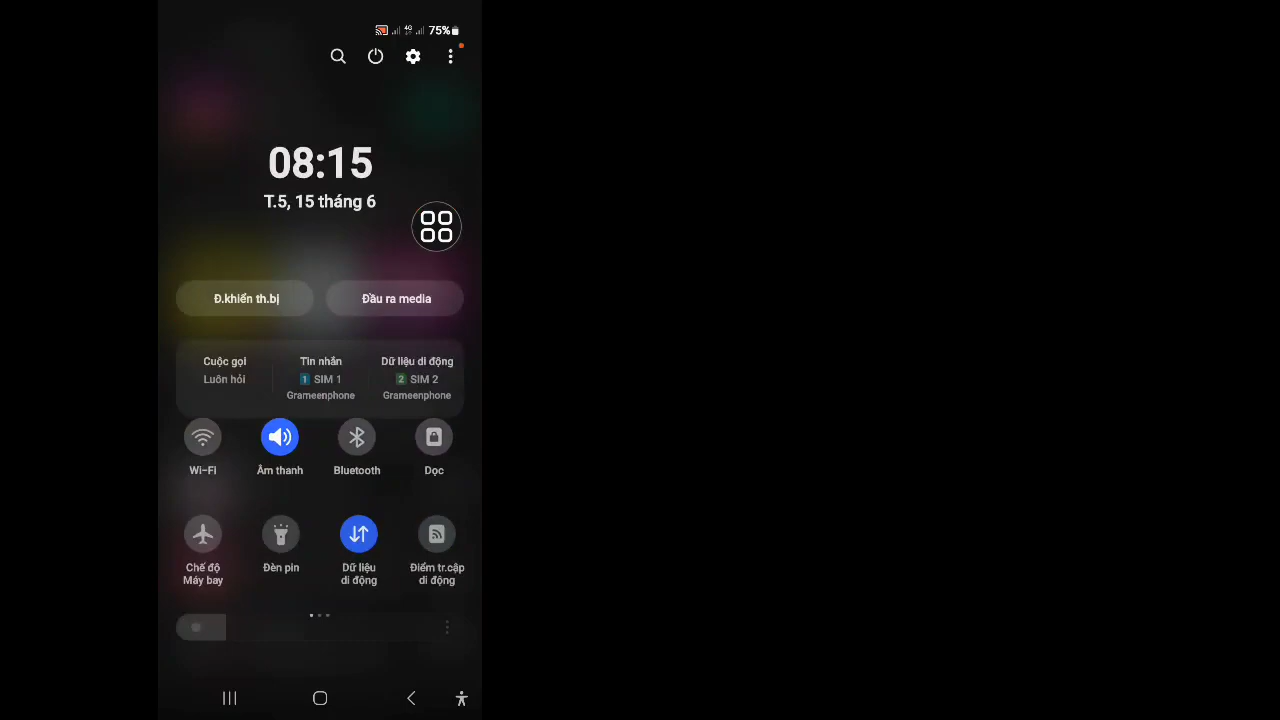 4G 75%
08:15
T.5, 15 tháng 6
Đ.khiển th.bị Đầu ra media
Cuộc gọi Tin nhắn Dữ liệu di động
Luôn hỏi 1 SIM 1 2 SIM 2
Grameenphone Grameenphone
Wi-Fi Âm thanh Bluetooth Dọc
Chế độ Đèn pin Dữ liệu Điểm tr.cập
Máy bay di động di động